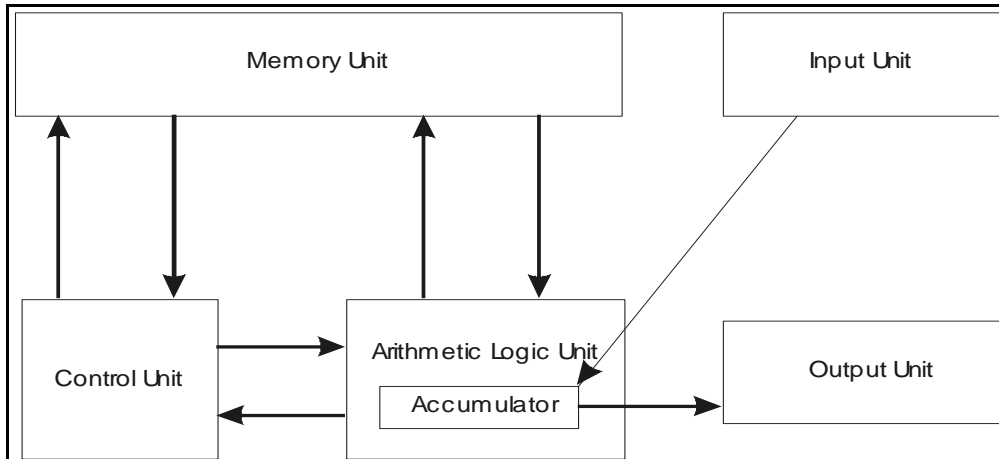 Memory Unit
Input Unit
Arithmetic Logic Unit
Control Unit
Output Unit
Accumulator